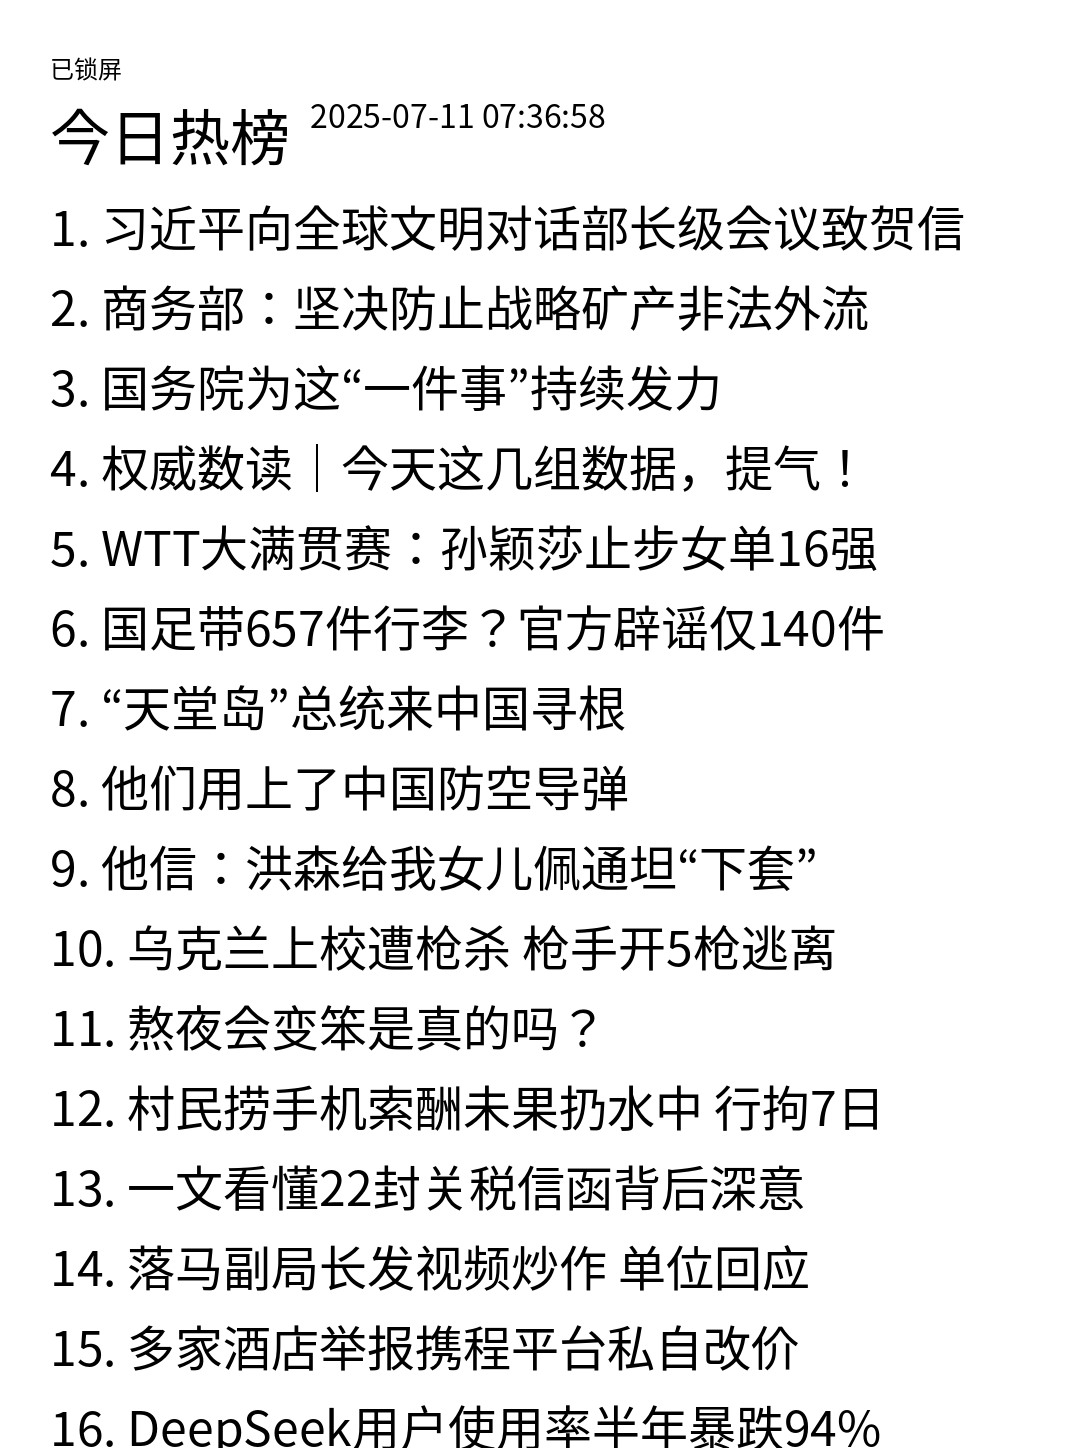 已锁屏
今日热榜 2025-07-11 07:36:58
1. 习近平向全球文明对话部长级会议致贺信
2. 商务部：坚决防止战略矿产非法外流
3. 国务院为这“一件事”持续发力
4. 权威数读｜今天这几组数据，提气！
5. WTT大满贯赛：孙颖莎止步女单16强
6. 国足带657件行李？官方辟谣仅140件
7. “天堂岛”总统来中国寻根
8. 他们用上了中国防空导弹
9. 他信：洪森给我女儿佩通坦“下套”
10. 乌克兰上校遭枪杀 枪手开5枪逃离
11. 熬夜会变笨是真的吗？
12. 村民捞手机索酬未果扔水中 行拘7日
13. 一文看懂22封关税信函背后深意
14. 落马副局长发视频炒作 单位回应
15. 多家酒店举报携程平台私自改价
16. DeepSeek用户使用率半年暴跌94%